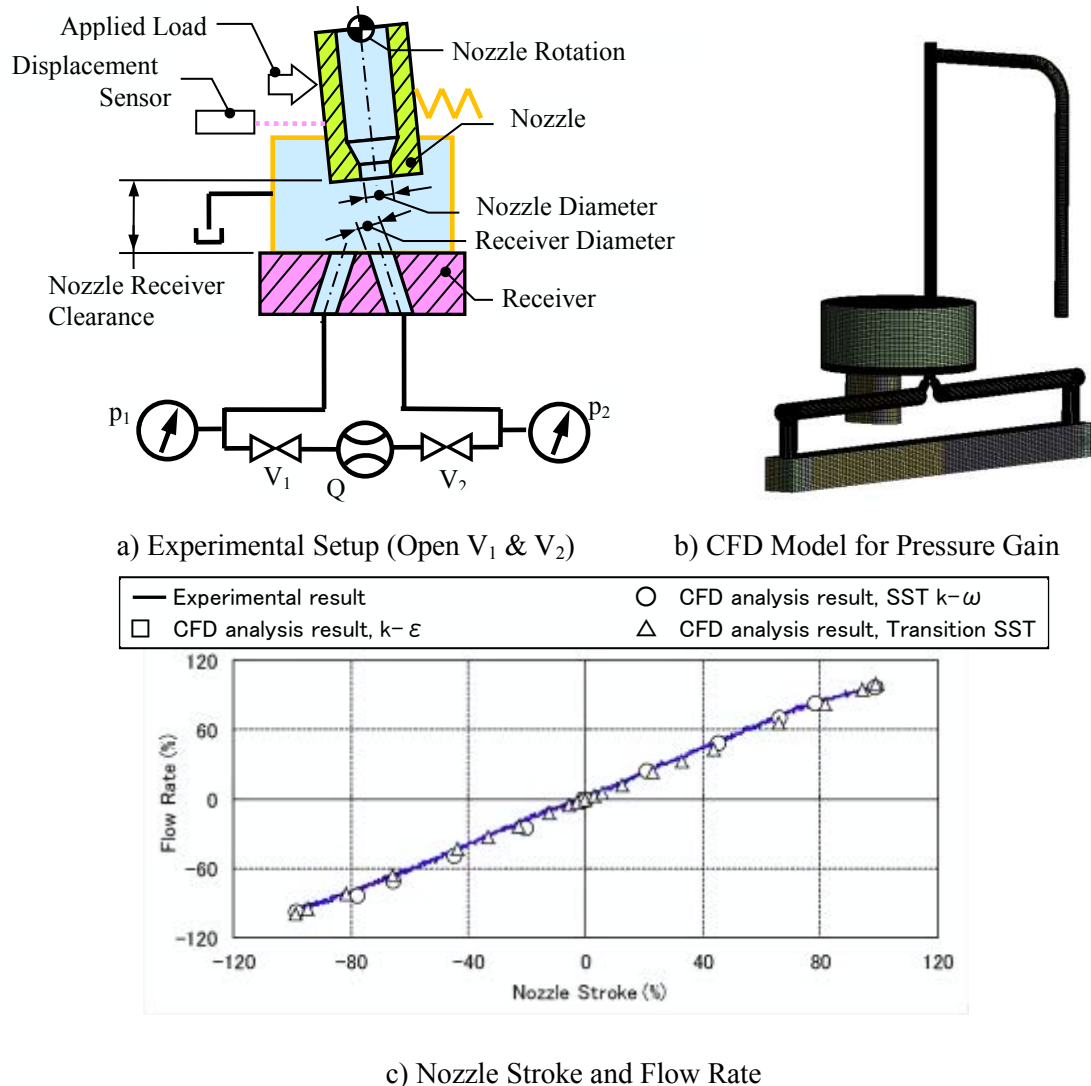 Applied Load
Displacement
Sensor
Nozzle Rotation
Nozzle
Nozzle Diameter
Receiver Diameter
Nozzle Receiver
Clearance
Receiver
p₁
p₂
V₁
Q
V₂
a) Experimental Setup (Open V₁ & V₂)
b) CFD Model for Pressure Gain
Experimental result
CFD analysis result, SST k-ω
CFD analysis result, k-ε
CFD analysis result, Transition SST
120
60
0
-60
-120
Flow Rate (%)
-120 -80 -40 0 40 80 120
Nozzle Stroke (%)
c) Nozzle Stroke and Flow Rate